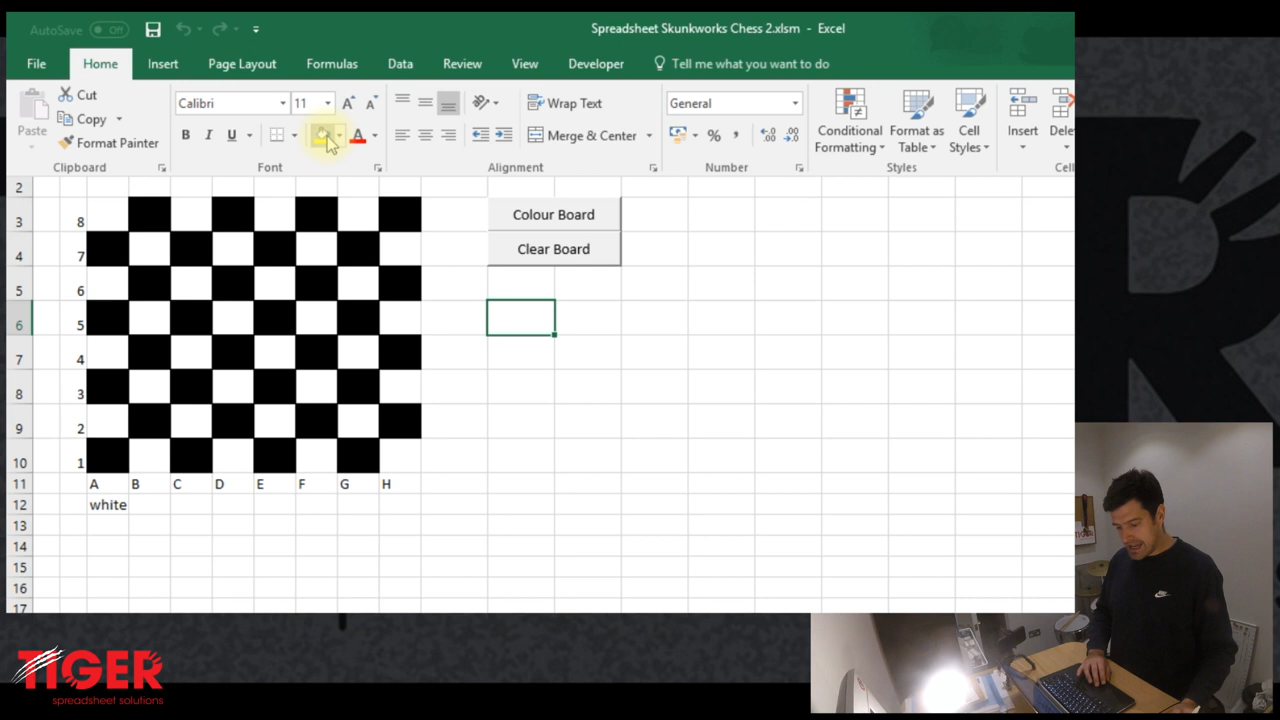 AutoSave Off
Spreadsheet Skunkworks Chess 2.xlsm - Excel
File Home Insert Page Layout Formulas Data Review View Developer Tell me what you want to do
Paste
Cut
Copy
Format Painter
Calibri 11
B I U A
Wrap Text
Merge & Center
General
% ,
Conditional Formatting
Format as Table
Cell Styles
Insert
Dele
Clipboard Font Alignment Number Styles Cell
2
3 8
4 7
5 6
6 5
7 4
8 3
9 2
10 1
11 A B C D E F G H
12 white
13
14
15
16
17
Colour Board
Clear Board
TIGER
spreadsheet solutions